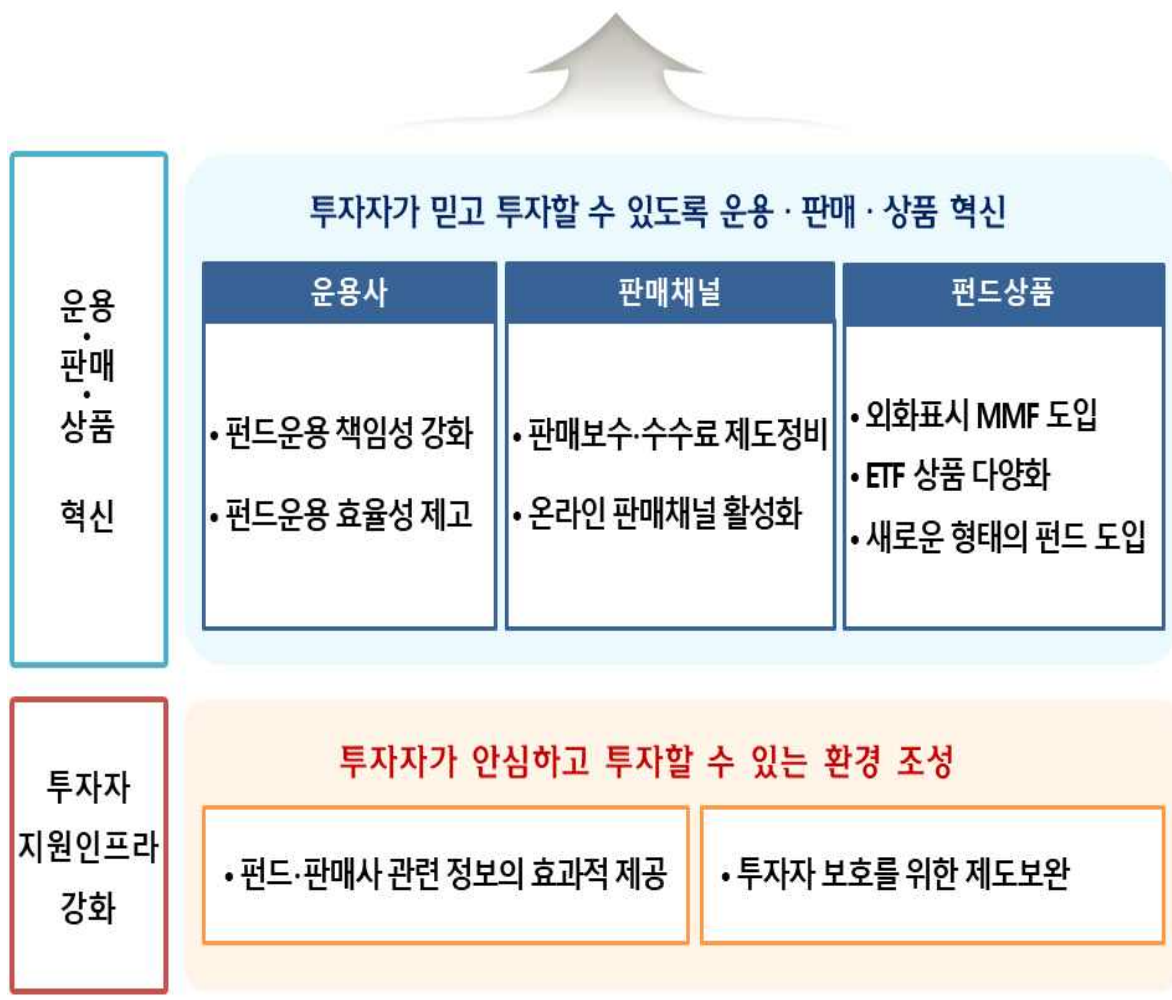 운용
·
판매
·
상품
혁신
투자자가 믿고 투자할 수 있도록 운용 · 판매 · 상품 혁신
운용사
• 펀드운용 책임성 강화
• 펀드운용 효율성 제고
판매채널
• 판매보수·수수료 제도정비
• 온라인 판매채널 활성화
펀드상품
• 외화표시 MMF 도입
• ETF 상품 다양화
• 새로운 형태의 펀드 도입
투자자
지원인프라
강화
투자자가 안심하고 투자할 수 있는 환경 조성
• 펀드·판매사 관련 정보의 효과적 제공
• 투자자 보호를 위한 제도보완